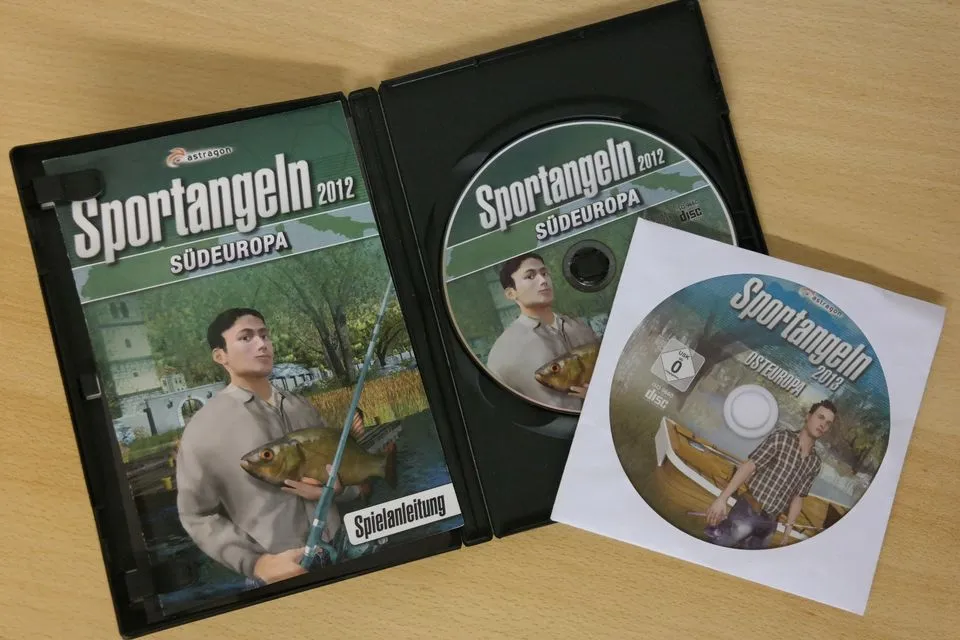 astragon
Sportangeln 2012
SÜDEUROPA
Spielanleitung
Sportangeln 2012
SÜDEUROPA
disc
astragon
Sportangeln
2013
OSTEUROPA
USK
0
disc